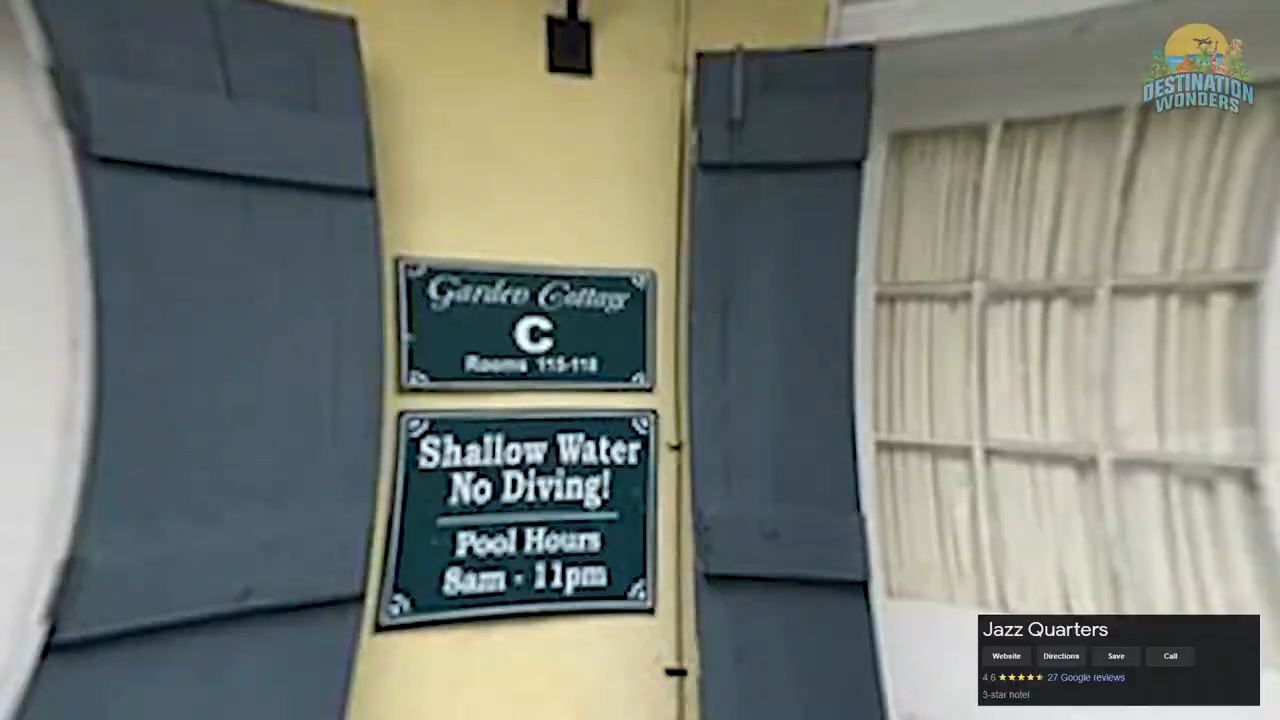 DESTINATION
WONDERS
Garden Cottage
C
Rooms 115-118
Shallow Water
No Diving!
Pool Hours
8am - 11pm
Jazz Quarters
Website Directions Save Call
4.6 27 Google reviews
3-star hotel